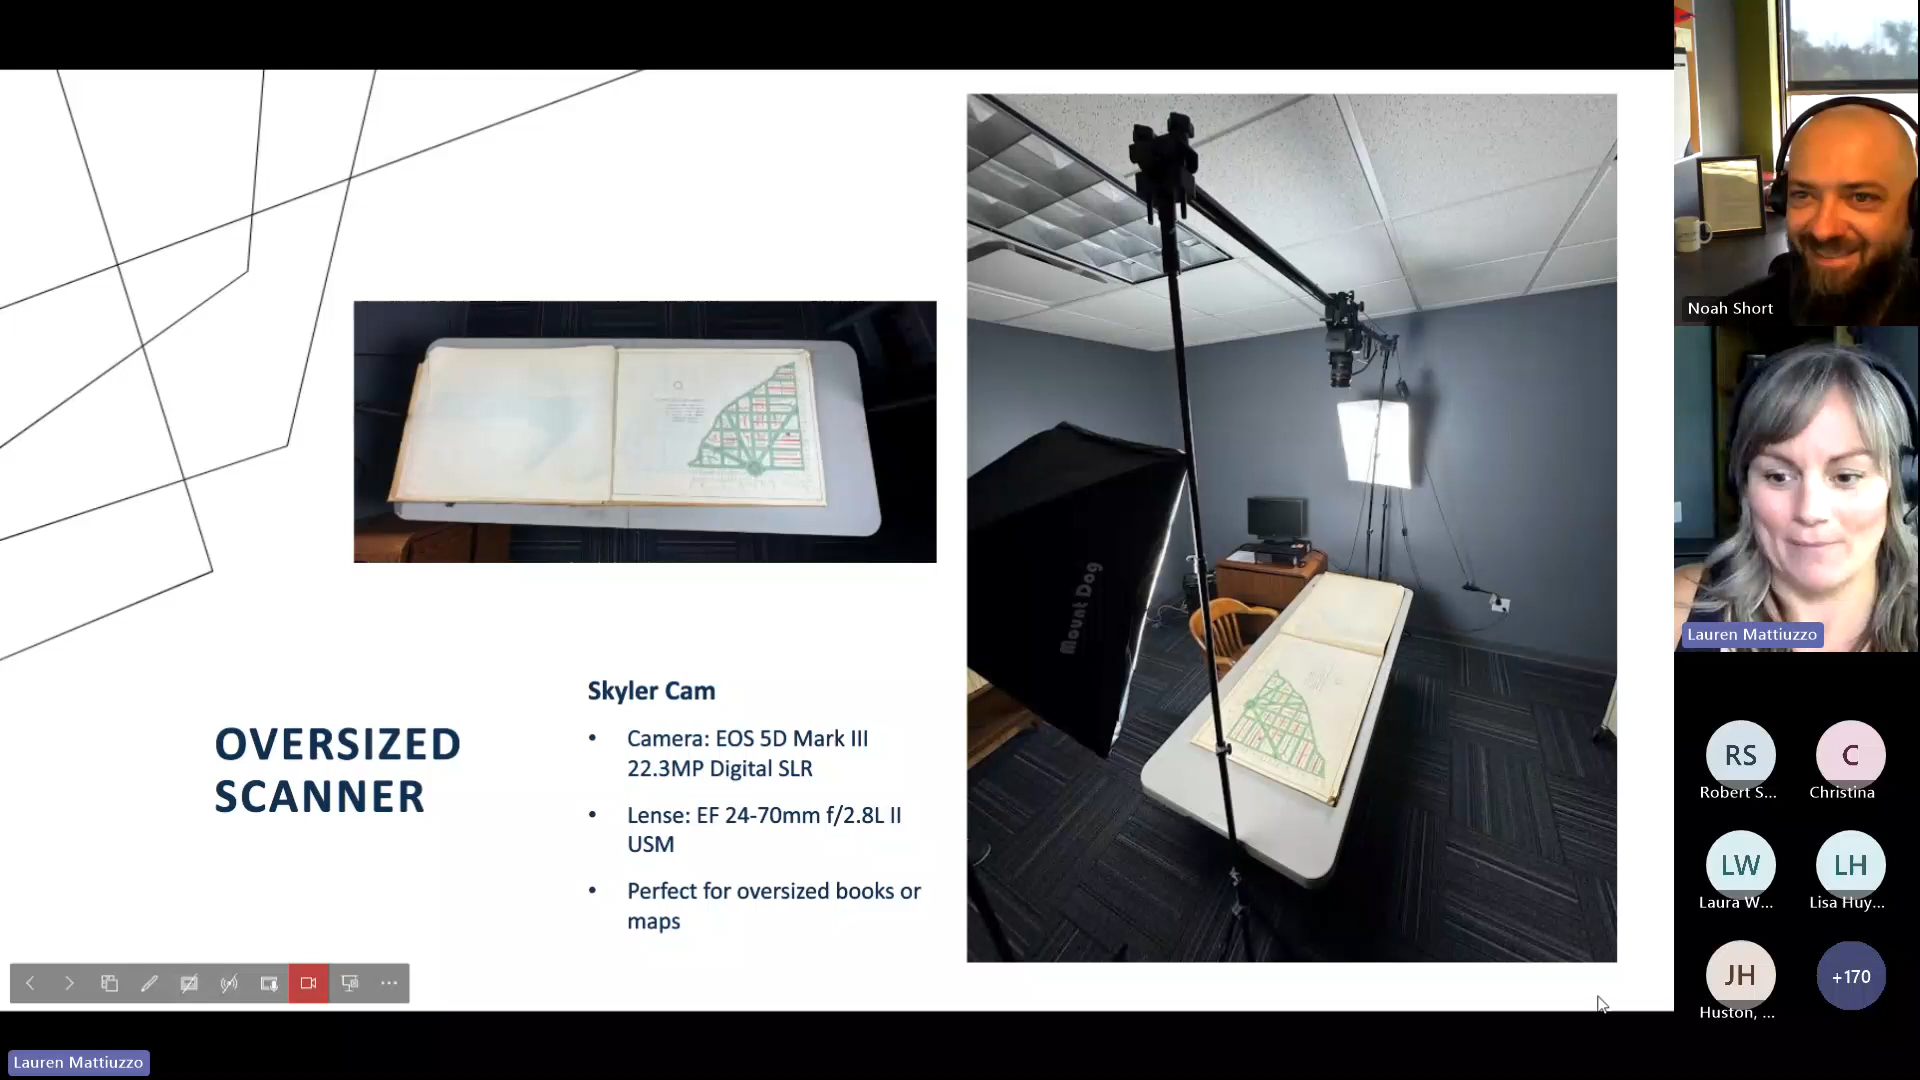 OVERSIZED
SCANNER
Skyler Cam
• Camera: EOS 5D Mark III
22.3MP Digital SLR
• Lense: EF 24-70mm f/2.8L II
USM
• Perfect for oversized books or
maps
Mount Dog
Noah Short
Lauren Mattiuzzo
RS
Robert S...
C
Christina
LW
Laura W...
LH
Lisa Huy...
JH
Huston, ...
+170
Lauren Mattiuzzo